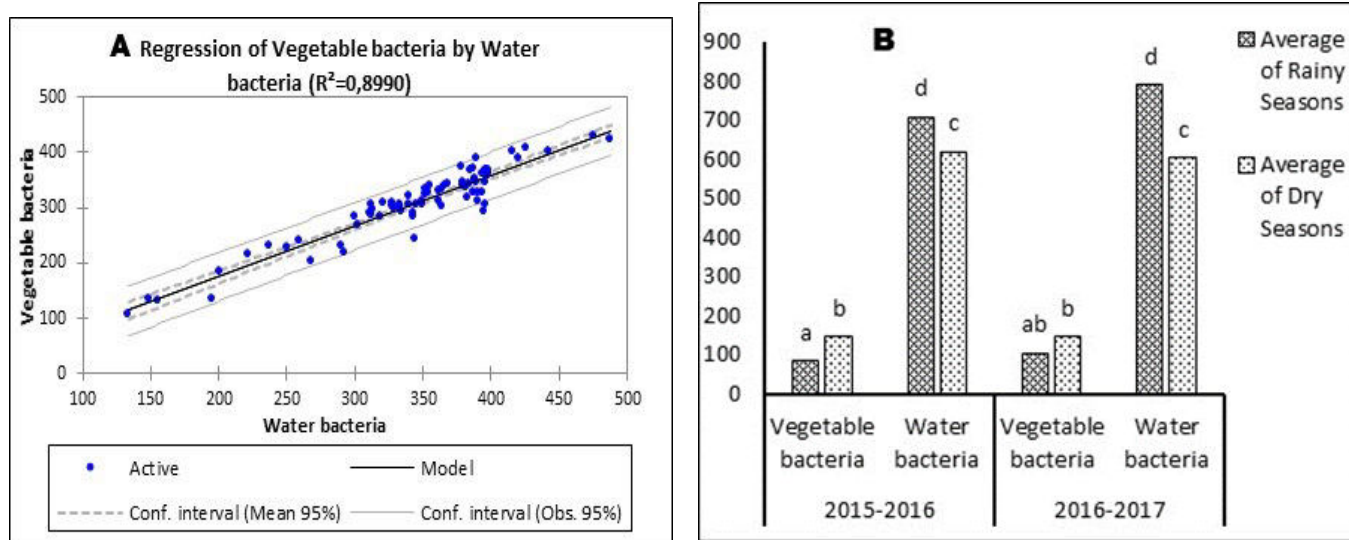 A Regression of Vegetable bacteria by Water
bacteria (R²=0,8990)
Vegetable bacteria
500
400
300
200
100
0
100 150 200 250 300 350 400 450 500
Water bacteria
Active
Model
Conf. interval (Mean 95%)
Conf. interval (Obs. 95%)
B
900
800
700
600
500
400
300
200
100
0
a
b
d
c
ab
b
d
c
Vegetable
bacteria
Water
bacteria
Vegetable
bacteria
Water
bacteria
2015-2016
2016-2017
Average
of Rainy
Seasons
Average
of Dry
Seasons